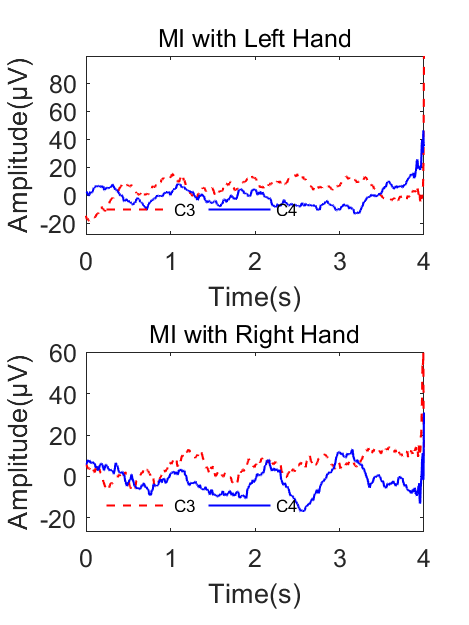 MI with Left Hand
80
60
40
20
0
-20
Amplitude(μV)
C3 C4
0 1 2 3 4
Time(s)
MI with Right Hand
60
40
20
0
-20
Amplitude(μV)
C3 C4
0 1 2 3 4
Time(s)